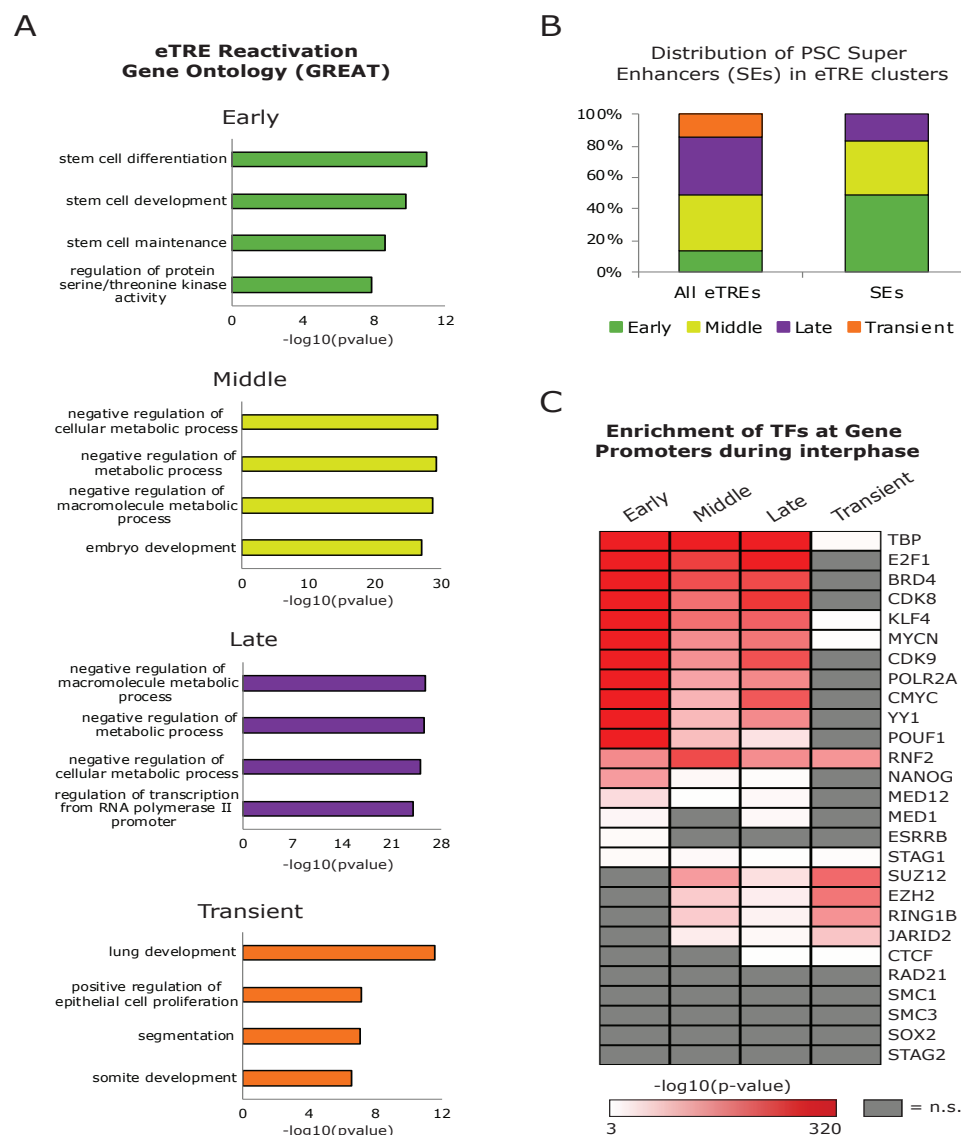 A
eTRE Reactivation
Gene Ontology (GREAT)
Early
stem cell differentiation
stem cell development
stem cell maintenance
regulation of protein
serine/threonine kinase
activity
0 4 8 12
-log10(pvalue)
Middle
negative regulation of
cellular metabolic process
negative regulation of
metabolic process
negative regulation of
macromolecule metabolic
process
embryo development
0 10 20 30
-log10(pvalue)
Late
negative regulation of
macromolecule metabolic
process
negative regulation of
metabolic process
negative regulation of
cellular metabolic process
regulation of transcription
from RNA polymerase II
promoter
0 7 14 21 28
-log10(pvalue)
Transient
lung development
positive regulation of
epithelial cell proliferation
segmentation
somite development
0 4 8 12
-log10(pvalue)
B
Distribution of PSC Super
Enhancers (SEs) in eTRE clusters
100%
80%
60%
40%
20%
0%
All eTREs SEs
Early Middle Late Transient
C
Enrichment of TFs at Gene
Promoters during interphase
Early Middle Late Transient
TBP
E2F1
BRD4
CDK8
KLF4
MYCN
CDK9
POLR2A
CMYC
YY1
POUF1
RNF2
NANOG
MED12
MED1
ESRRB
STAG1
SUZ12
EZH2
RING1B
JARID2
CTCF
RAD21
SMC1
SMC3
SOX2
STAG2
-log10(p-value)
3 320
= n.s.